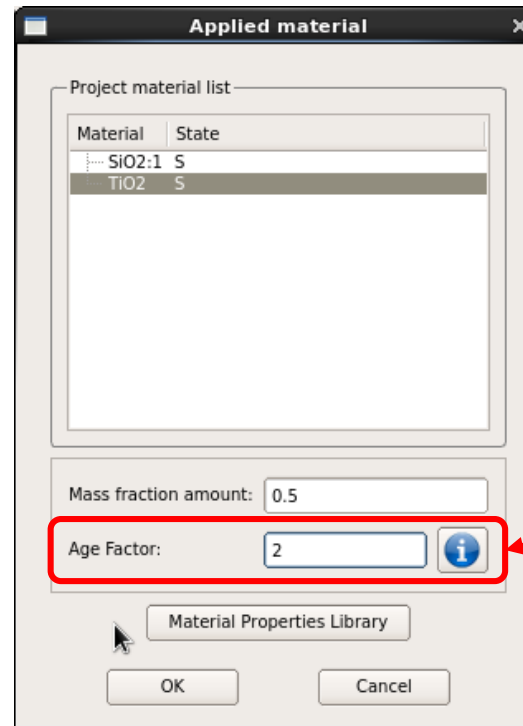 Applied material
Project material list
Material State
SiO2:1 S
TiO2 S
Mass fraction amount: 0.5
Age Factor: 2
Material Properties Library
OK Cancel